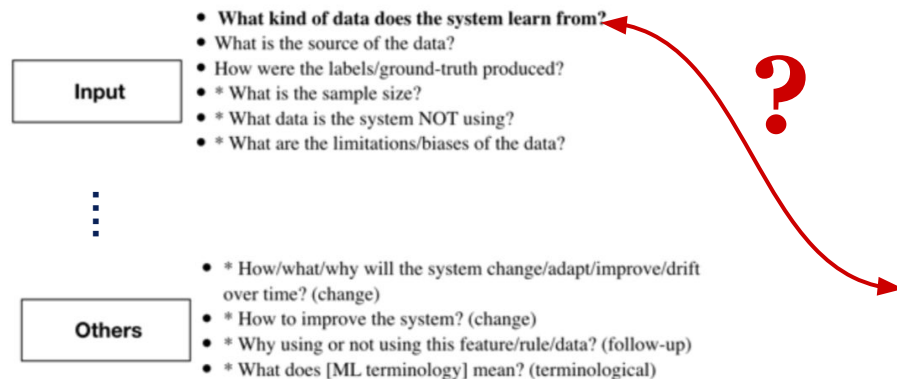 • What kind of data does the system learn from?
• What is the source of the data?
• How were the labels/ground-truth produced?
Input
• * What is the sample size?
• * What data is the system NOT using?
• * What are the limitations/biases of the data?
?
• * How/what/why will the system change/adapt/improve/drift
over time? (change)
Others
• * How to improve the system? (change)
• * Why using or not using this feature/rule/data? (follow-up)
• * What does [ML terminology] mean? (terminological)